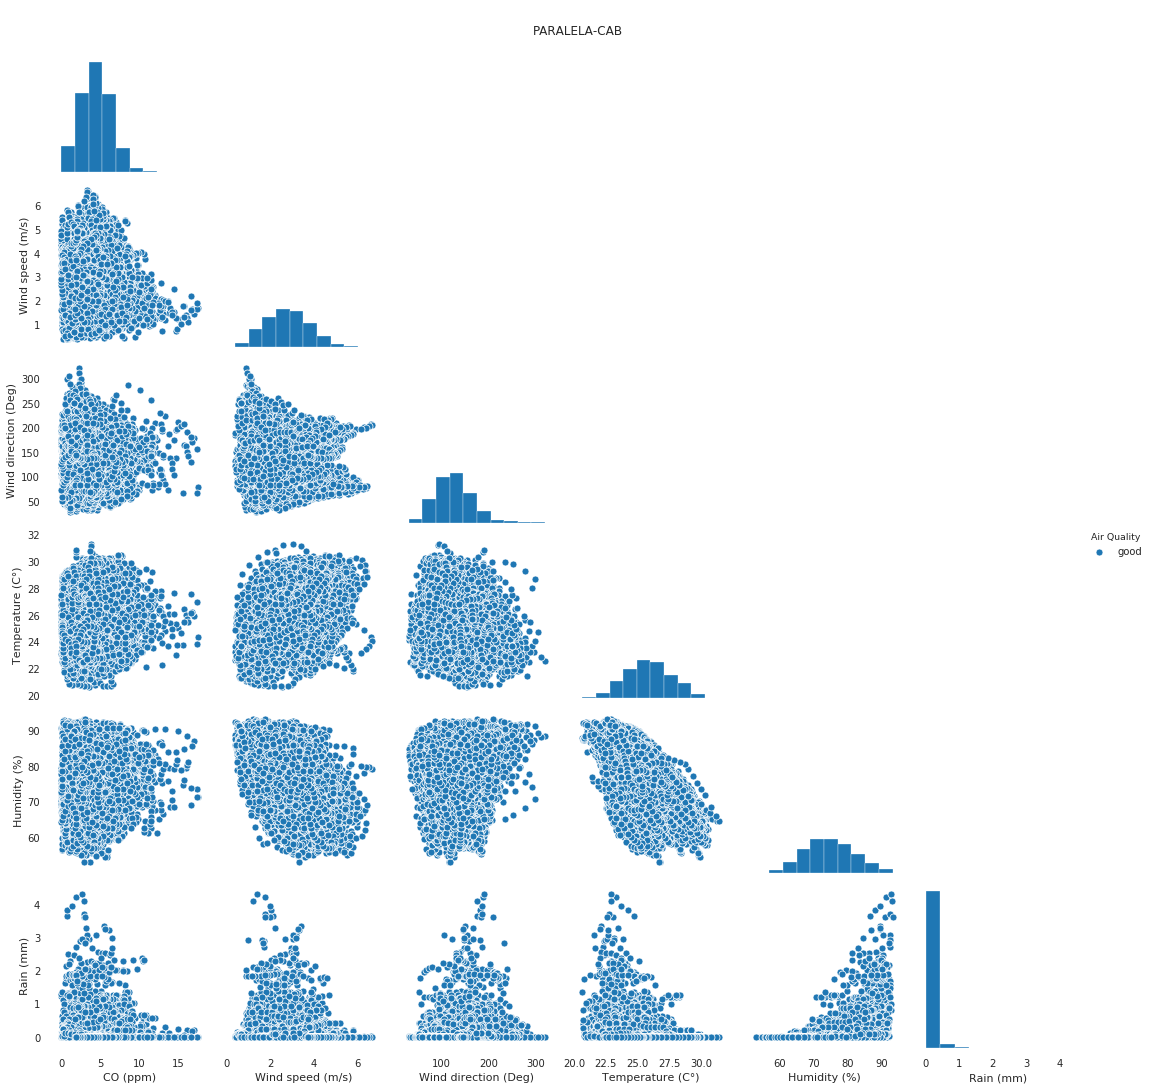 PARALELA-CAB
Wind speed (m/s)
6
5
4
3
2
1
Wind direction (Deg)
300
250
200
150
100
50
Temperature (C°)
32
30
28
26
24
22
20
Air Quality
good
Humidity (%)
90
80
70
60
Rain (mm)
4
3
2
1
0
0 5 10 15 0 2 4 6 100 200 300 20.0 22.5 25.0 27.5 30.0 60 70 80 90 0 1 2 3 4
CO (ppm) Wind speed (m/s) Wind direction (Deg) Temperature (C°) Humidity (%) Rain (mm)